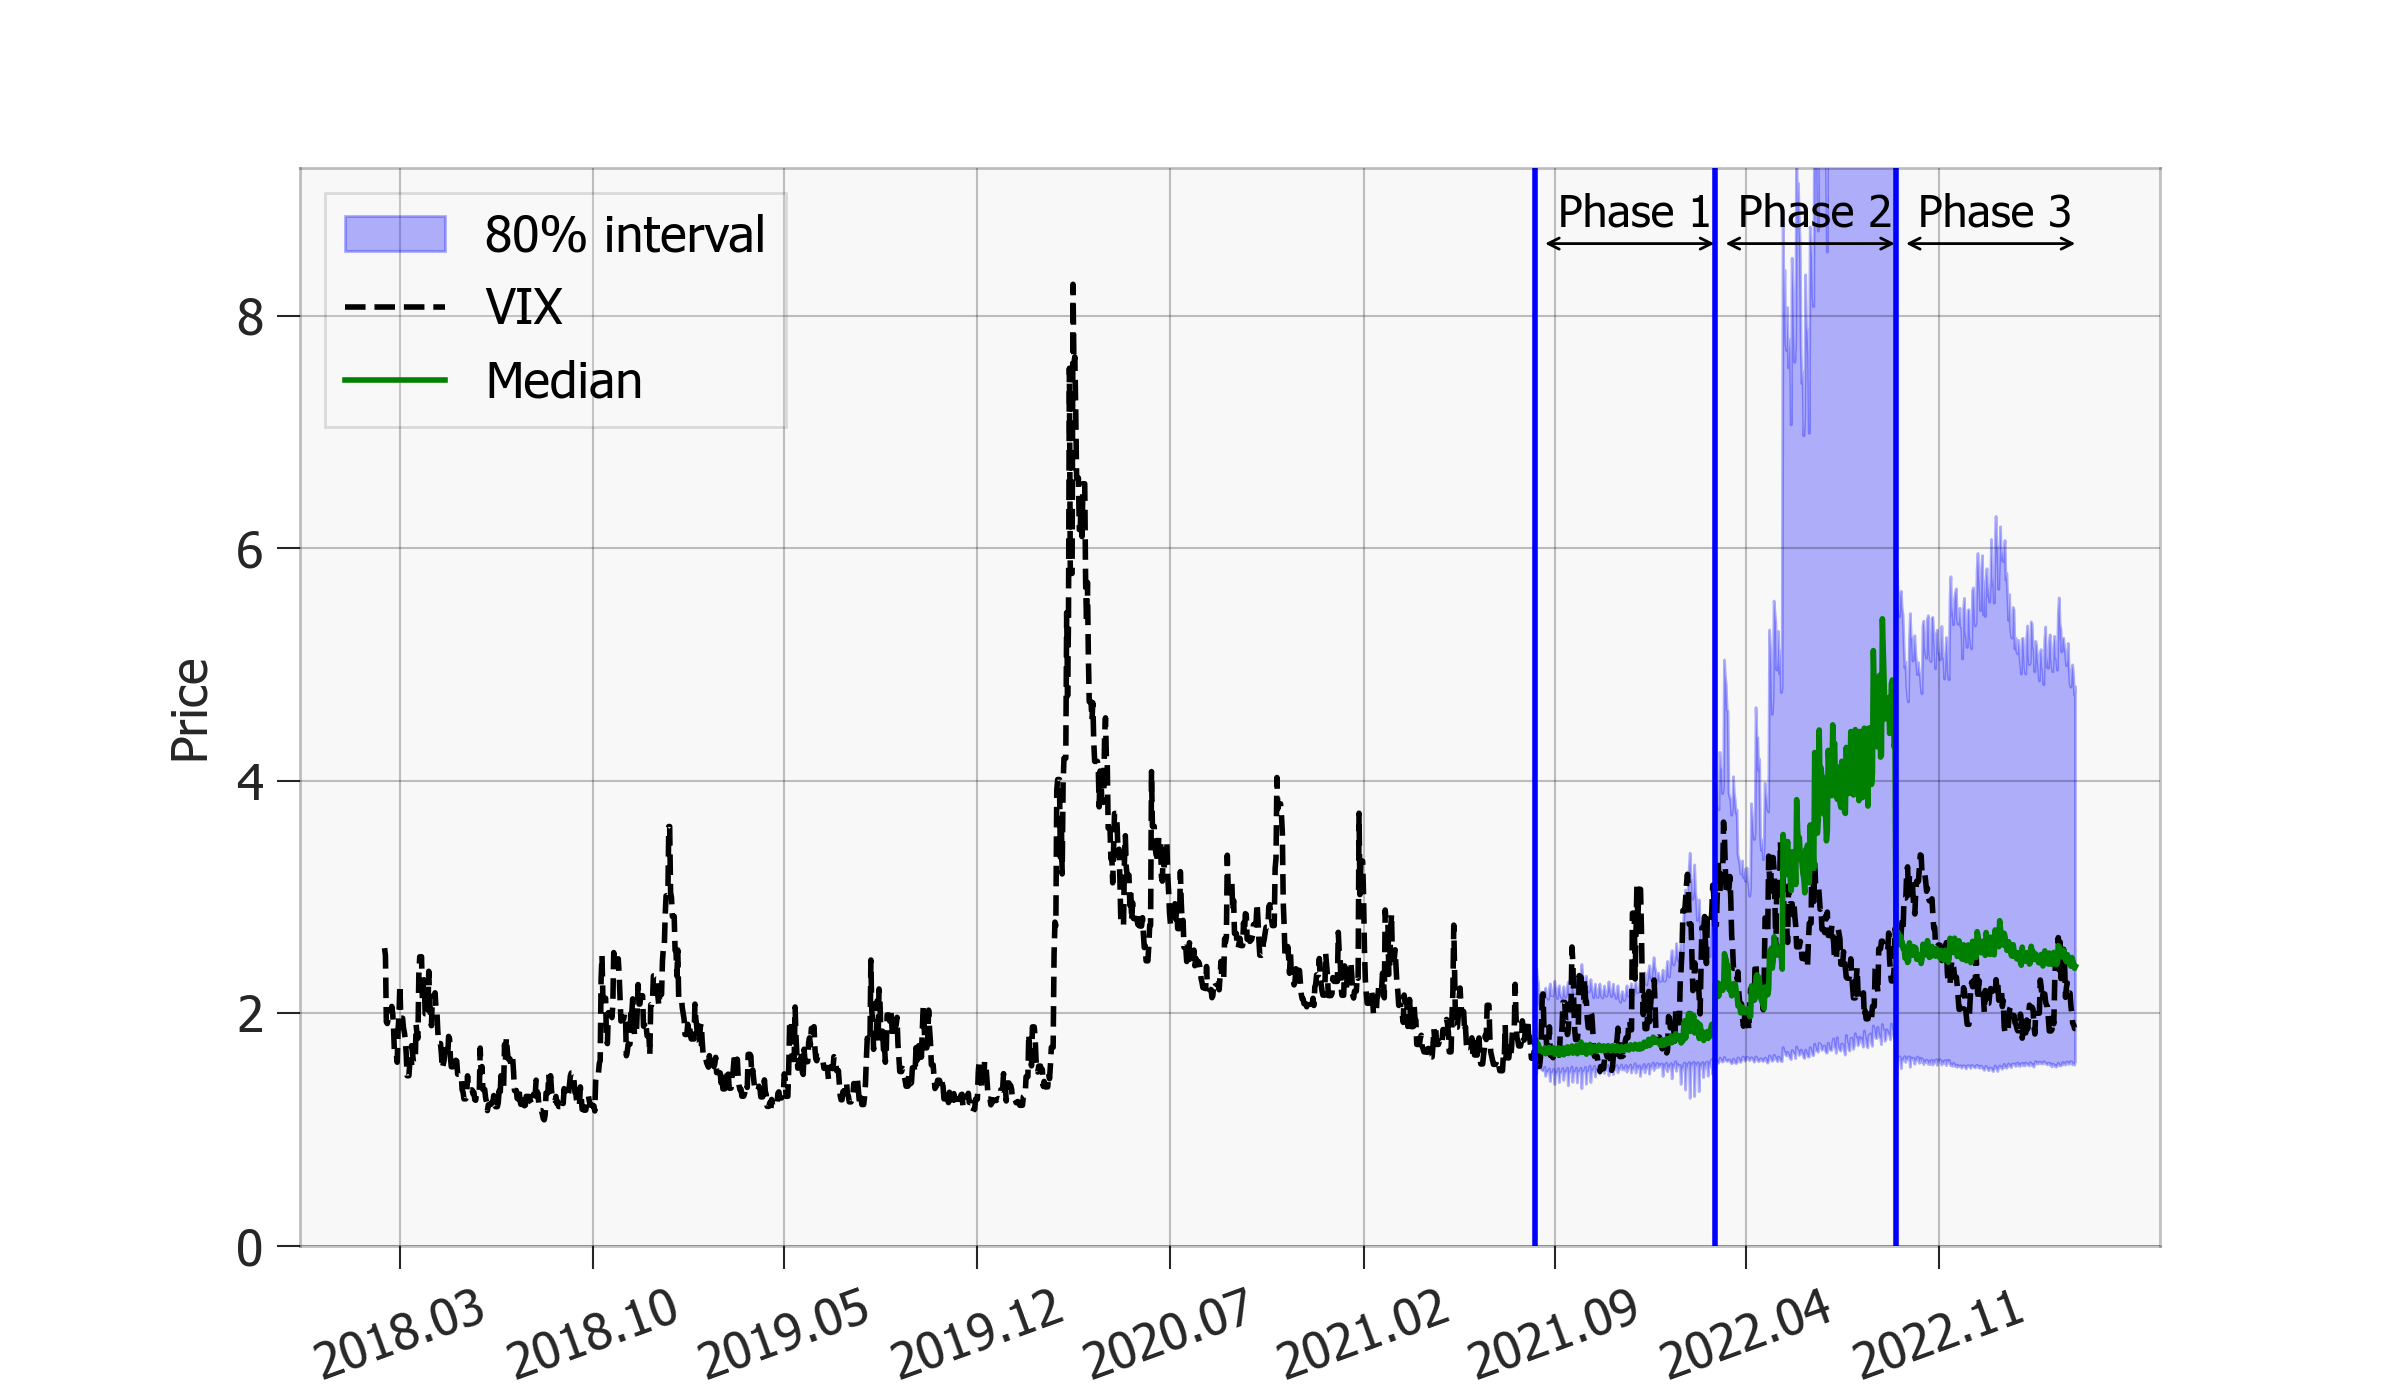 80% interval
VIX
Median
Phase 1
Phase 2
Phase 3
Price
8
6
4
2
0
2018.03
2018.10
2019.05
2019.12
2020.07
2021.02
2021.09
2022.04
2022.11